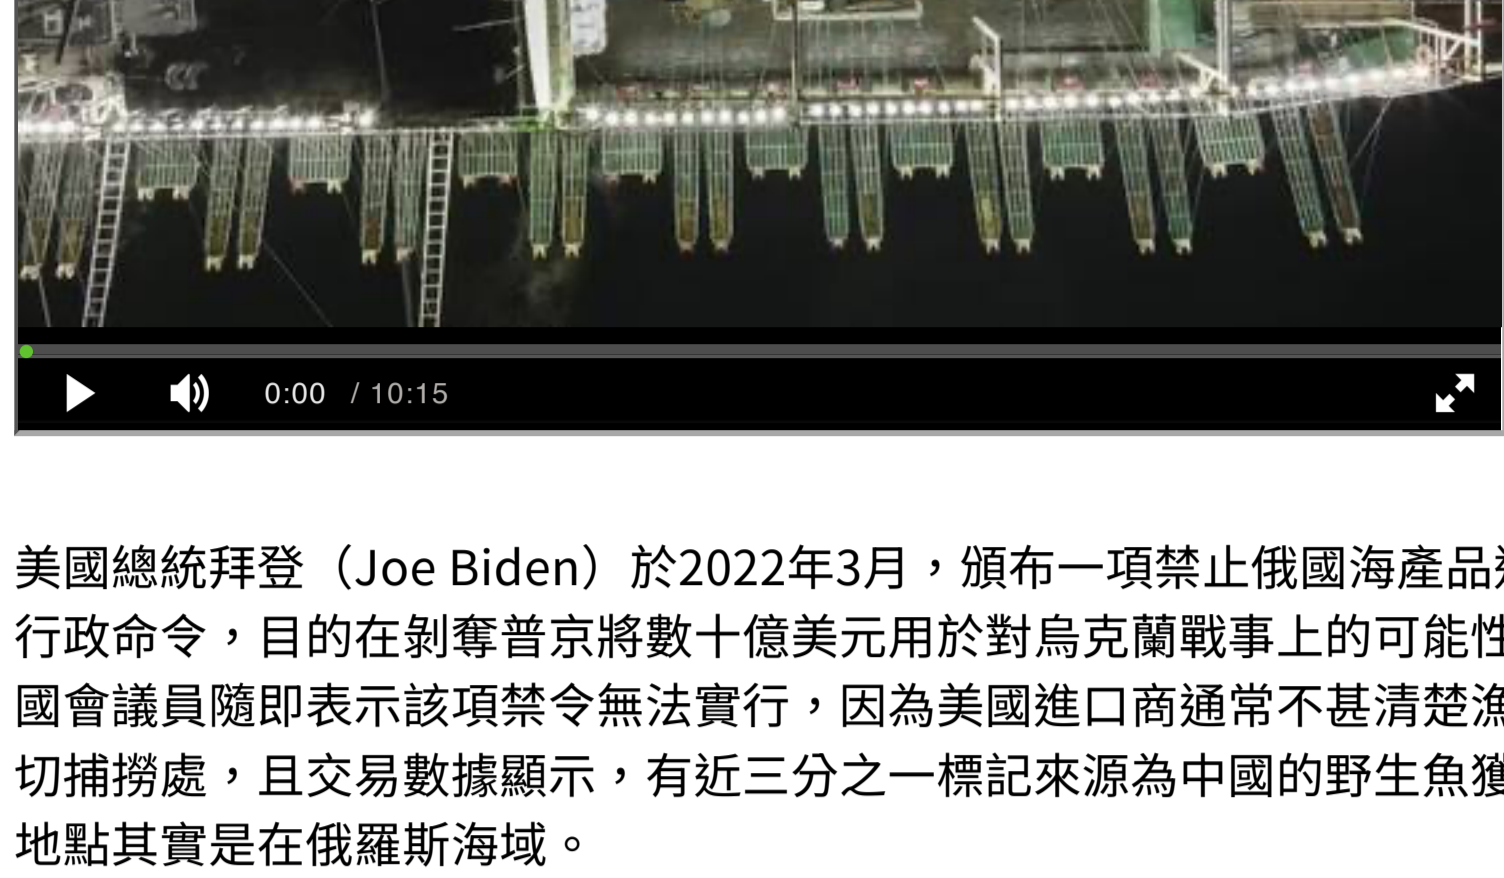 0:00 / 10:15
美國總統拜登（Joe Biden）於2022年3月，頒布一項禁止俄國海產品
行政命令，目的在剝奪普京將數十億美元用於對烏克蘭戰事上的可能性
國會議員隨即表示該項禁令無法實行，因為美國進口商通常不甚清楚漁
切捕撈處，且交易數據顯示，有近三分之一標記來源為中國的野生魚獲
地點其實是在俄羅斯海域。